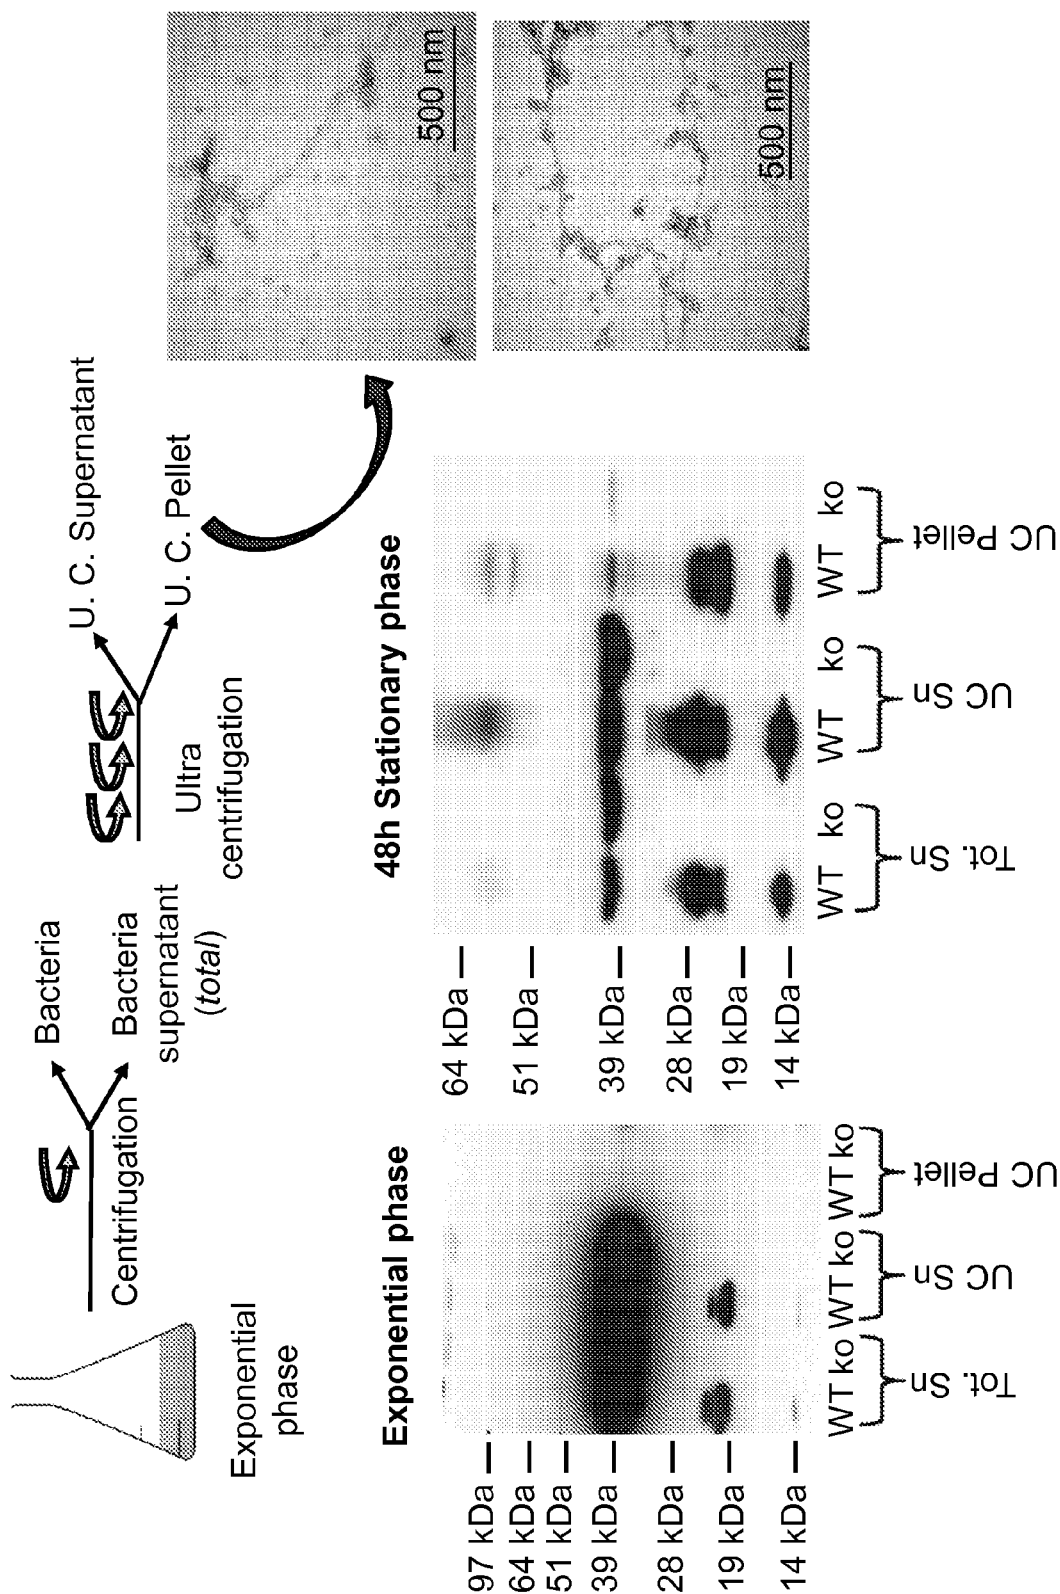 Exponential
phase
Centrifugation
Bacteria
Bacteria
supernatant
(total)
Ultra
centrifugation
U. C. Supernatant
U. C. Pellet
Exponential phase
97 kDa
64 kDa
51 kDa
39 kDa
28 kDa
19 kDa
14 kDa
WT ko WT ko WT ko
Tot. Sn UC Sn UC Pellet
48h Stationary phase
64 kDa
51 kDa
39 kDa
28 kDa
19 kDa
14 kDa
WT ko WT ko WT ko
Tot. Sn UC Sn UC Pellet
500 nm
500 nm